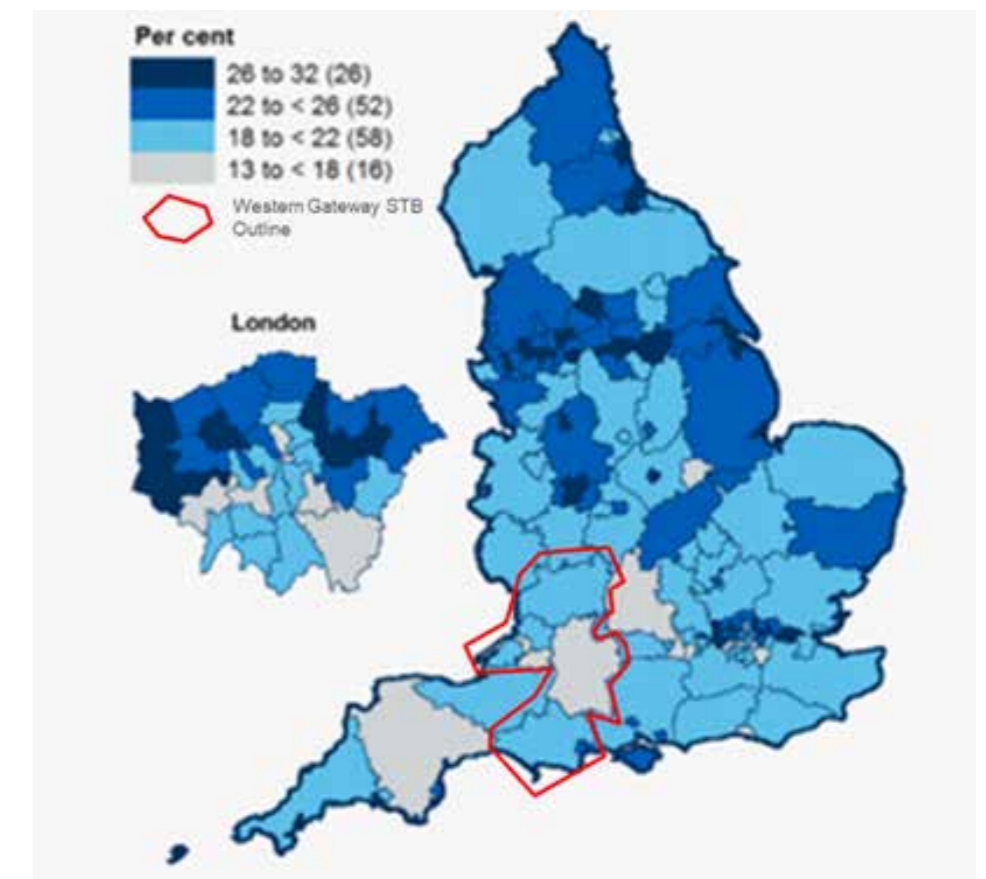 Per cent
26 to 32 (26)
22 to < 26 (52)
18 to < 22 (58)
13 to < 18 (16)
Western Gateway STB
Outline
London